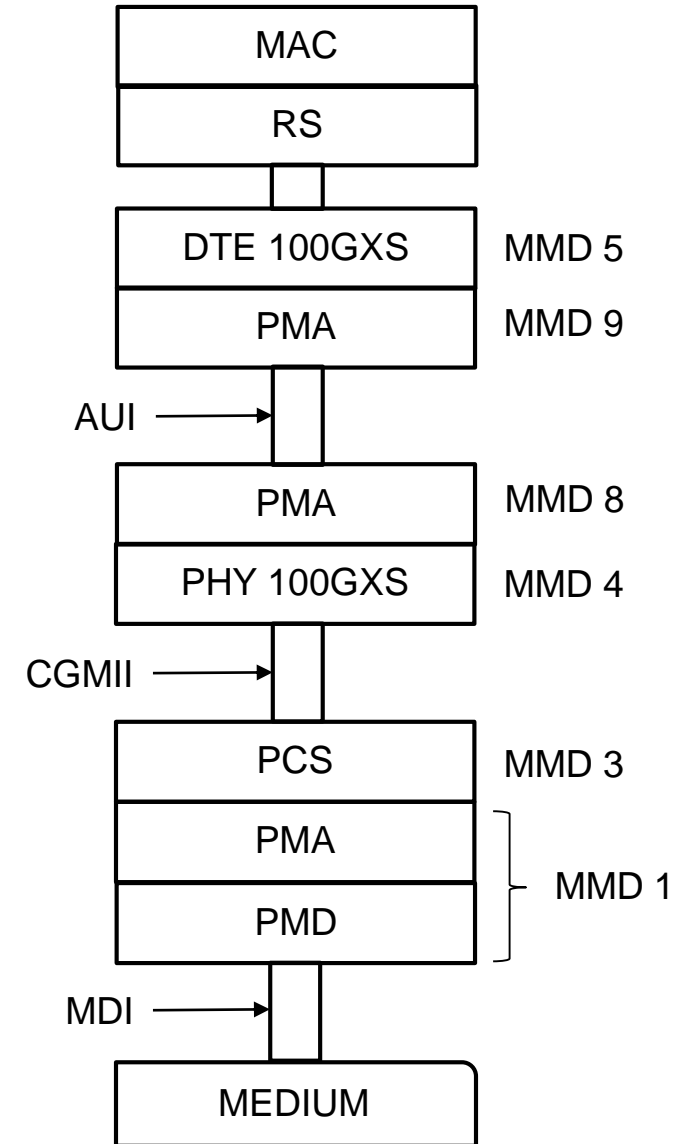 MAC
RS
DTE 100GXS MMD 5
PMA MMD 9
AUI
PMA MMD 8
PHY 100GXS MMD 4
CGMII
PCS MMD 3
PMA
MMD 1
PMD
MDI
MEDIUM